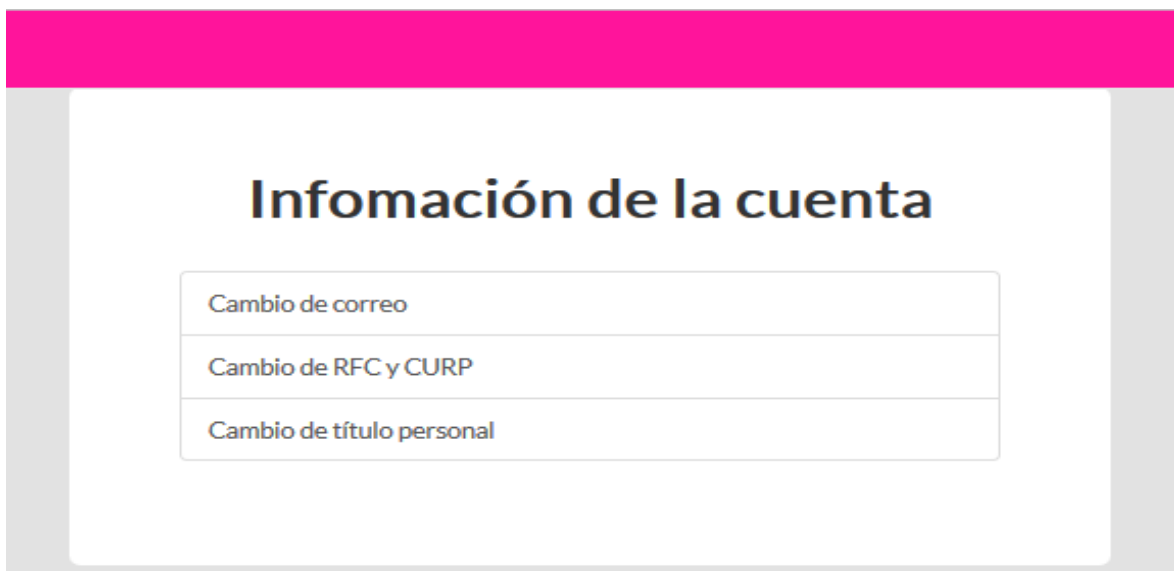 Infomación de la cuenta
Cambio de correo
Cambio de RFC y CURP
Cambio de título personal